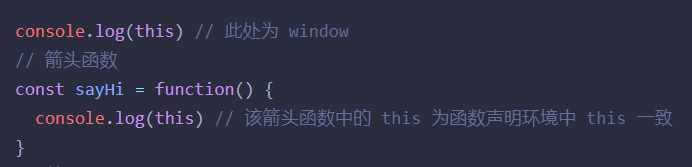 console.log(this) // 此处为 window
// 箭头函数
const sayHi = function() {
  console.log(this) // 该箭头函数中的 this 为函数声明环境中 this 一致
}